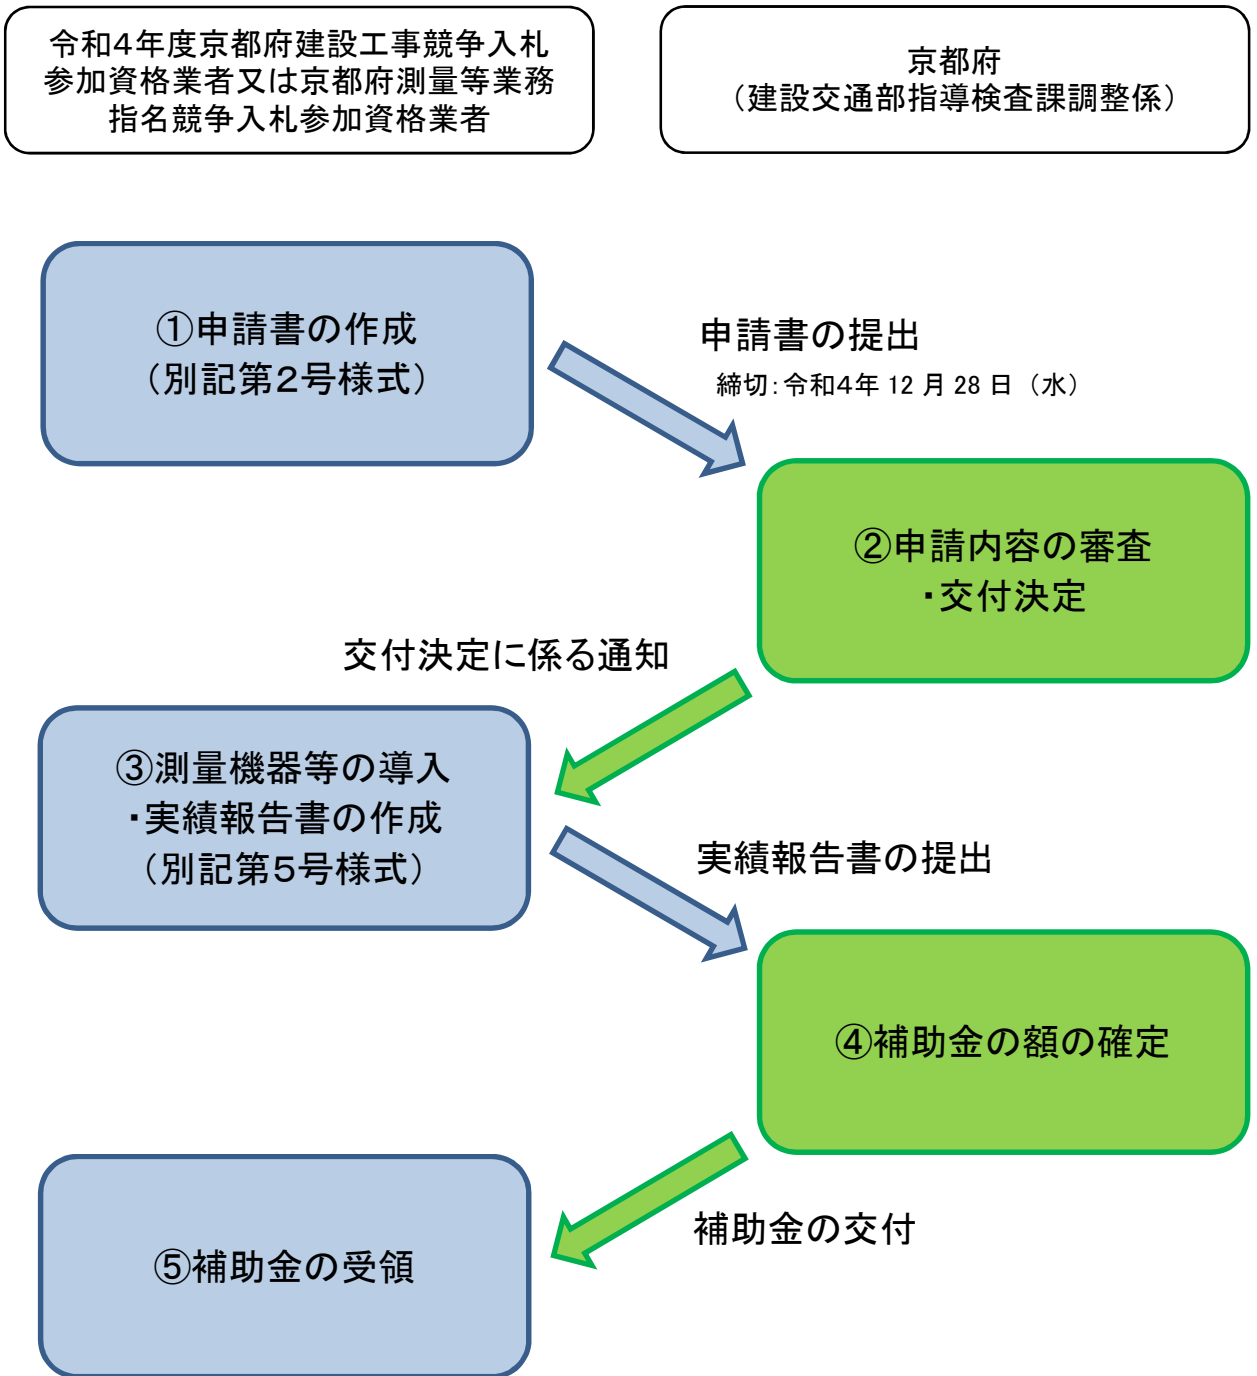 令和4年度京都府建設工事競争入札
参加資格業者又は京都府測量等業務
指名競争入札参加資格業者
京都府
（建設交通部指導検査課調整係）
①申請書の作成
（別記第2号様式）
申請書の提出
締切：令和4年 12 月 28 日（水）
②申請内容の審査
・交付決定
交付決定に係る通知
③測量機器等の導入
・実績報告書の作成
（別記第5号様式）
実績報告書の提出
④補助金の額の確定
補助金の交付
⑤補助金の受領